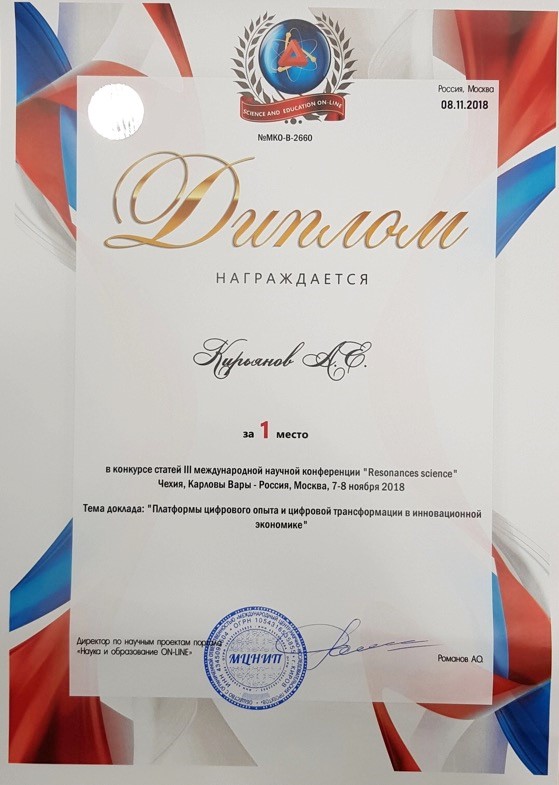 SCIENCE AND EDUCATION ON-LINE
Россия, Москва
08.11.2018
№МКО-В-2660
Диплом
НАГРАЖДАЕТСЯ
Кирьянов А.Е.
за 1 место
в конкурсе статей III международной научной конференции "Resonances science"
Чехия, Карловы Вары - Россия, Москва, 7-8 ноября 2018
Тема доклада: "Платформы цифрового опыта и цифровой трансформации в инновационной
экономике"
Директор по научным проектам портала
«Наука и образование ON-LINE»
МЦНИП
Романов А.О.